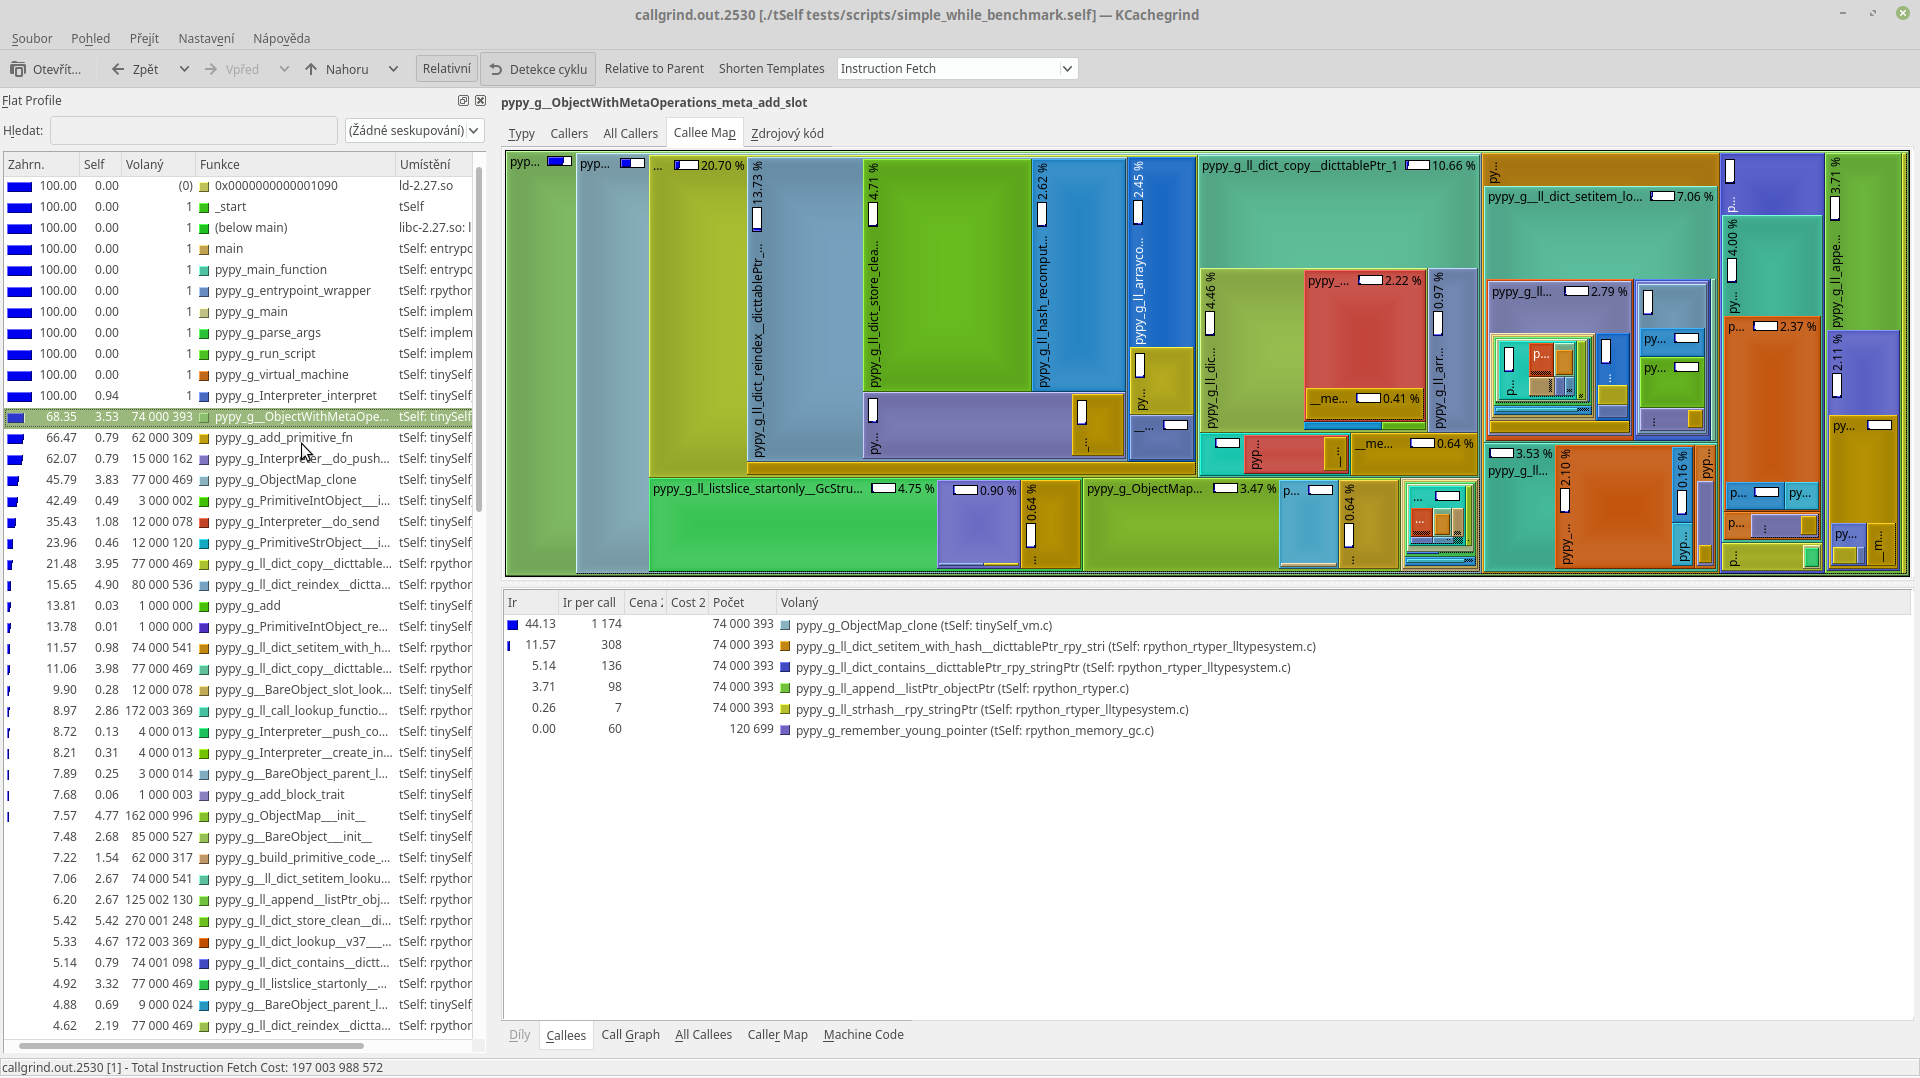 callgrind.out.2530 [./tSelf tests/scripts/simple_while_benchmark.self] — KCachegrind
Soubor Pohled Přejít Nastavení Nápověda
Otevřít... Zpět Vpřed Nahoru Relativní Detekce cyklu Relative to Parent Shorten Templates Instruction Fetch
Flat Profile
Hledat: (Žádné seskupování)
Zahrn. Self Volaný Funkce Umístění
100.00 0.00 (0) 0x0000000000001090 ld-2.27.so
100.00 0.00 1 _start tSelf
100.00 0.00 1 (below main) libc-2.27.so: l
100.00 0.00 1 main tSelf: entrypc
100.00 0.00 1 pypy_main_function tSelf: entrypc
100.00 0.00 1 pypy_g_entrypoint_wrapper tSelf: rpython
100.00 0.00 1 pypy_g_main tSelf: implem
100.00 0.00 1 pypy_g_parse_args tSelf: implem
100.00 0.00 1 pypy_g_run_script tSelf: implem
100.00 0.00 1 pypy_g_virtual_machine tSelf: tinySelf
100.00 0.94 1 pypy_g_Interpreter_interpret tSelf: tinySelf
68.35 3.53 74 000 393 pypy_g__ObjectWithMetaOpe... tSelf: tinySelf
66.47 0.79 62 000 309 pypy_g_add_primitive_fn tSelf: tinySelf
62.07 0.79 15 000 162 pypy_g_Interpreter__do_push... tSelf: tinySelf
45.79 3.83 77 000 469 pypy_g_ObjectMap_clone tSelf: tinySelf
42.49 0.49 3 000 002 pypy_g_PrimitiveIntObject__i... tSelf: tinySelf
35.43 1.08 12 000 078 pypy_g_Interpreter__do_send tSelf: tinySelf
23.96 0.46 12 000 120 pypy_g_PrimitiveStrObject__i... tSelf: tinySelf
21.48 3.95 77 000 469 pypy_g_ll_dict_copy__dicttable... tSelf: rpythor
15.65 4.90 80 000 536 pypy_g_ll_dict_reindex__dictta... tSelf: rpythor
13.81 0.03 1 000 000 pypy_g_add tSelf: tinySelf
13.78 0.01 1 000 000 pypy_g_PrimitiveIntObject_re... tSelf: tinySelf
11.57 0.98 74 000 541 pypy_g_ll_dict_setitem_with_h... tSelf: rpythor
11.06 3.98 77 000 469 pypy_g_ll_dict_copy__dicttable... tSelf: rpythor
9.90 0.28 12 000 078 pypy_g__BareObject_slot_look... tSelf: tinySelf
8.97 2.86 172 003 369 pypy_g_ll_call_lookup_functio... tSelf: rpythor
8.72 0.13 4 000 013 pypy_g_Interpreter__push_co... tSelf: tinySelf
8.21 0.31 4 000 013 pypy_g_Interpreter__create_in... tSelf: tinySelf
7.89 0.25 3 000 014 pypy_g__BareObject_parent_l... tSelf: tinySelf
7.68 0.06 1 000 003 pypy_g_add_block_trait tSelf: tinySelf
7.57 4.77 162 000 996 pypy_g_ObjectMap___init__ tSelf: tinySelf
7.48 2.68 85 000 527 pypy_g__BareObject___init__ tSelf: tinySelf
7.22 1.54 62 000 317 pypy_g_build_primitive_code_... tSelf: tinySelf
7.06 2.67 74 000 541 pypy_g__ll_dict_setitem_looku... tSelf: rpythor
6.20 2.67 125 002 130 pypy_g_ll_append__listPtr_obj... tSelf: rpythor
5.42 5.42 270 001 248 pypy_g_ll_dict_store_clean__di... tSelf: rpythor
5.33 4.67 172 003 369 pypy_g_ll_dict_lookup__v37___... tSelf: rpythor
5.14 0.79 74 001 098 pypy_g_ll_dict_contains__dictt... tSelf: rpythor
4.92 3.32 77 000 469 pypy_g_ll_listslice_startonly__... tSelf: rpythor
4.88 0.69 9 000 024 pypy_g__BareObject_parent_l... tSelf: tinySelf
4.62 2.19 77 000 469 pypy_g_ll_dict_reindex__dictta... tSelf: rpythor
pypy_g__ObjectWithMetaOperations_meta_add_slot
Typy Callers All Callers Callee Map Zdrojový kód
pyp... pyp... ... 20.70 %
pypy_g_ll_dict_reindex__dicttablePtr_... 13.73 %
pypy_g_ll_dict_store_clea... 4.71 %
pypy_g_ll_hash_recomput... 2.62 %
pypy_g_ll_arrayco... 2.45 %
pypy_g_ll_dict_copy__dicttablePtr_1 10.66 %
pypy_g_ll_dic... 4.46 %
pypy_... 2.22 %
__me... 0.41 %
pypy_g_ll_arr... 0.97 %
pyp... __me... 0.64 %
py...
pypy_g__ll_dict_setitem_lo... 7.06 %
pypy_g_ll... 2.79 %
p... py... py...
3.53 %
pypy_g_ll...
pypy_... 2.10 %
pyp... 0.16 %
pyp...
p...
py... 4.00 %
p... 2.37 %
p... py...
p... ...
p...
pypy_g_ll_appe... 3.71 %
2.11 %
py...
py... __m...
py... ...
py... __...
pypy_g_ll_listslice_startonly__GcStru... 4.75 % 0.90 % ... 0.64 %
pypy_g_ObjectMap... 3.47 % p... ... 0.64 %
... ...
Ir Ir per call Cena 2 Cost 2 Počet Volaný
44.13 1 174 74 000 393 pypy_g_ObjectMap_clone (tSelf: tinySelf_vm.c)
11.57 308 74 000 393 pypy_g_ll_dict_setitem_with_hash__dicttablePtr_rpy_stri (tSelf: rpython_rtyper_lltypesystem.c)
5.14 136 74 000 393 pypy_g_ll_dict_contains__dicttablePtr_rpy_stringPtr (tSelf: rpython_rtyper_lltypesystem.c)
3.71 98 74 000 393 pypy_g_ll_append__listPtr_objectPtr (tSelf: rpython_rtyper.c)
0.26 7 74 000 393 pypy_g_ll_strhash__rpy_stringPtr (tSelf: rpython_rtyper_lltypesystem.c)
0.00 60 120 699 pypy_g_remember_young_pointer (tSelf: rpython_memory_gc.c)
Díly Callees Call Graph All Callees Caller Map Machine Code
callgrind.out.2530 [1] - Total Instruction Fetch Cost: 197 003 988 572